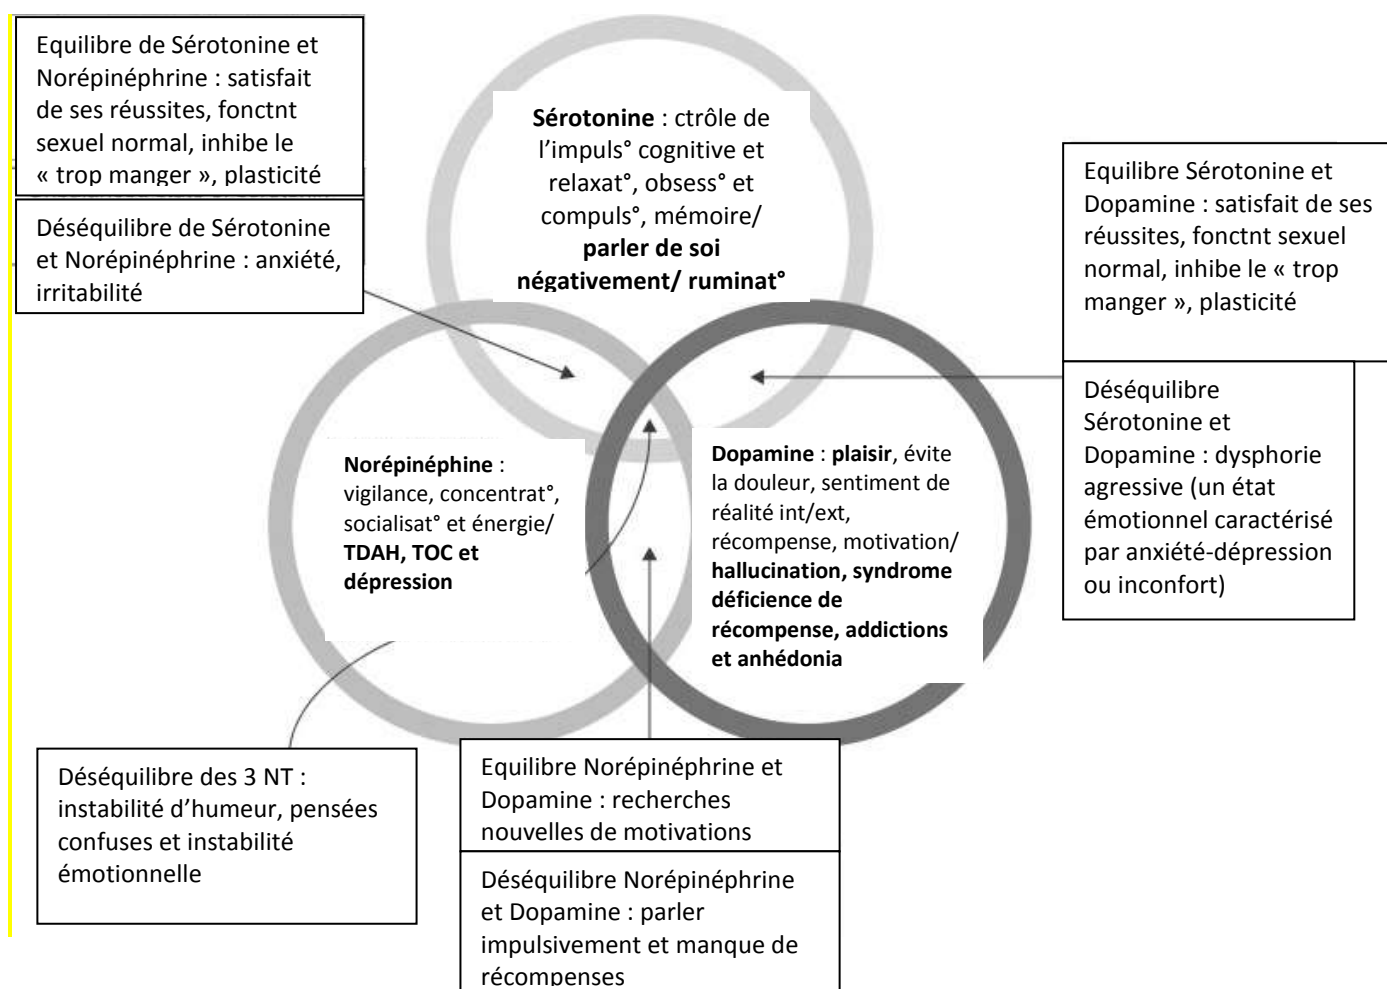 Equilibre de Sérotonine et
Norépinéphrine : satisfait
de ses réussites, fonctnt
sexuel normal, inhibe le
« trop manger », plasticité
Déséquilibre de Sérotonine
et Norépinéphrine : anxiété,
irritabilité
Sérotonine : ctrôle de
l’impuls° cognitive et
relaxat°, obsess° et
compuls°, mémoire/
parler de soi
négativement/ ruminat°
Equilibre Sérotonine et
Dopamine : satisfait de ses
réussites, fonctnt sexuel
normal, inhibe le « trop
manger », plasticité
Déséquilibre
Sérotonine et
Dopamine : dysphorie
agressive (un état
émotionnel caractérisé
par anxiété-dépression
ou inconfort)
Norépinéphine :
vigilance, concentrat°,
socialisat° et énergie/
TDAH, TOC et
dépression
Dopamine : plaisir, évite
la douleur, sentiment de
réalité int/ext,
récompense, motivation/
hallucination, syndrome
déficience de
récompense, addictions
et anhédonia
Déséquilibre des 3 NT :
instabilité d’humeur, pensées
confuses et instabilité
émotionnelle
Equilibre Norépinéphrine et
Dopamine : recherches
nouvelles de motivations
Déséquilibre Norépinéphrine
et Dopamine : parler
impulsivement et manque de
récompenses